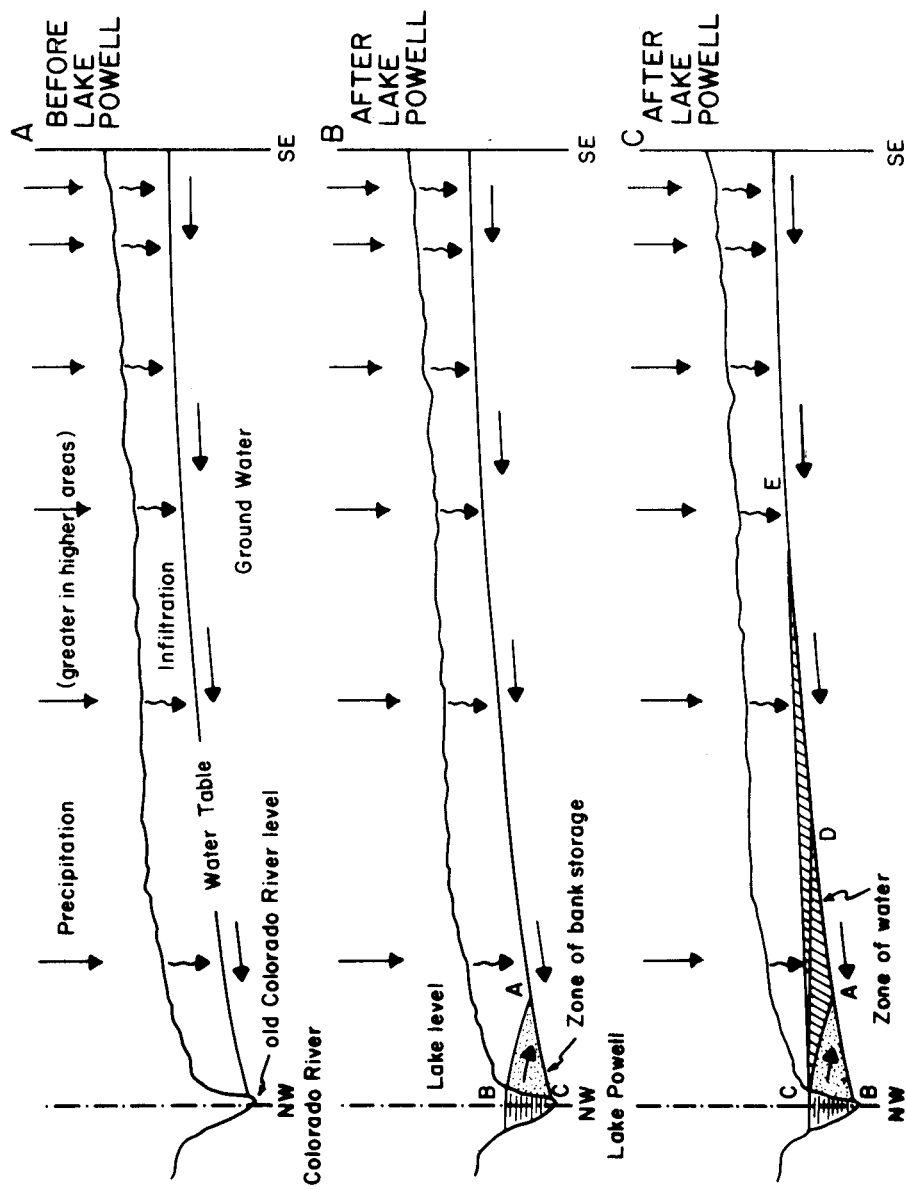 A
BEFORE
LAKE
POWELL
Precipitation
(greater in higher areas)
Infiltration
Water Table
Ground Water
old Colorado River level
NW
SE
Colorado River
B
AFTER
LAKE
POWELL
Lake level
B
A
C
Zone of bank storage
NW
SE
Lake Powell
C
AFTER
LAKE
POWELL
C
E
D
A
B
Zone of water
NW
SE